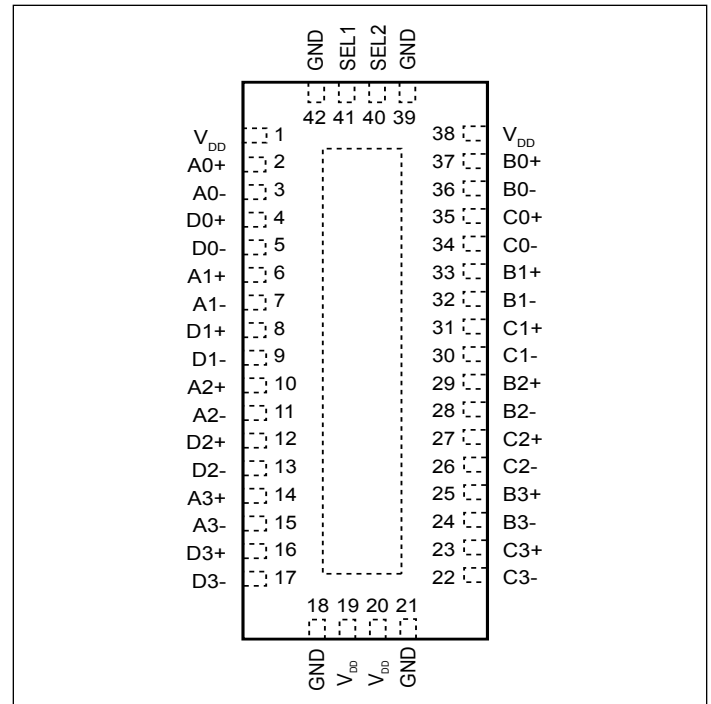 GND SEL1 SEL2 GND
42 41 40 39
V_DD 1 38 V_DD
A0+ 2 37 B0+
A0- 3 36 B0-
D0+ 4 35 C0+
D0- 5 34 C0-
A1+ 6 33 B1+
A1- 7 32 B1-
D1+ 8 31 C1+
D1- 9 30 C1-
A2+ 10 29 B2+
A2- 11 28 B2-
D2+ 12 27 C2+
D2- 13 26 C2-
A3+ 14 25 B3+
A3- 15 24 B3-
D3+ 16 23 C3+
D3- 17 22 C3-
18 19 20 21
GND V_DD V_DD GND